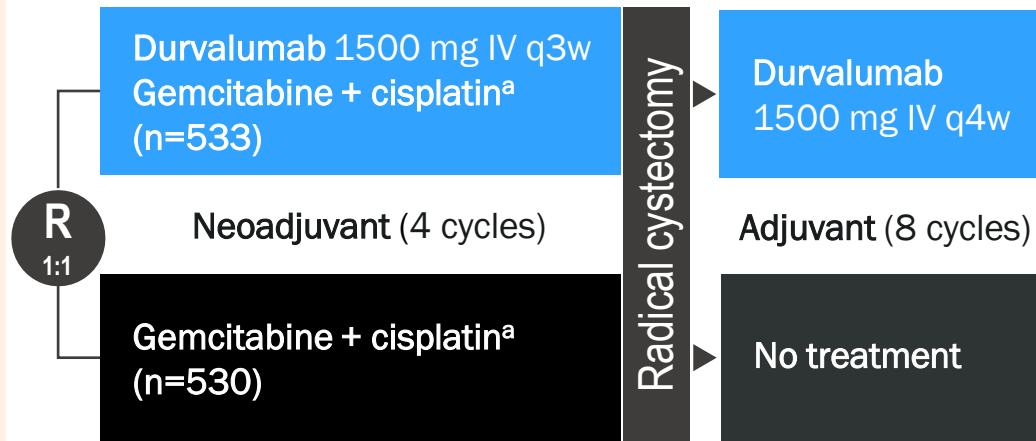 Durvalumab 1500 mg IV q3w
Gemcitabine + cisplatinᵃ
(n=533)
R
1:1
Neoadjuvant (4 cycles)
Gemcitabine + cisplatinᵃ
(n=530)
Radical cystectomy
Durvalumab
1500 mg IV q4w
Adjuvant (8 cycles)
No treatment